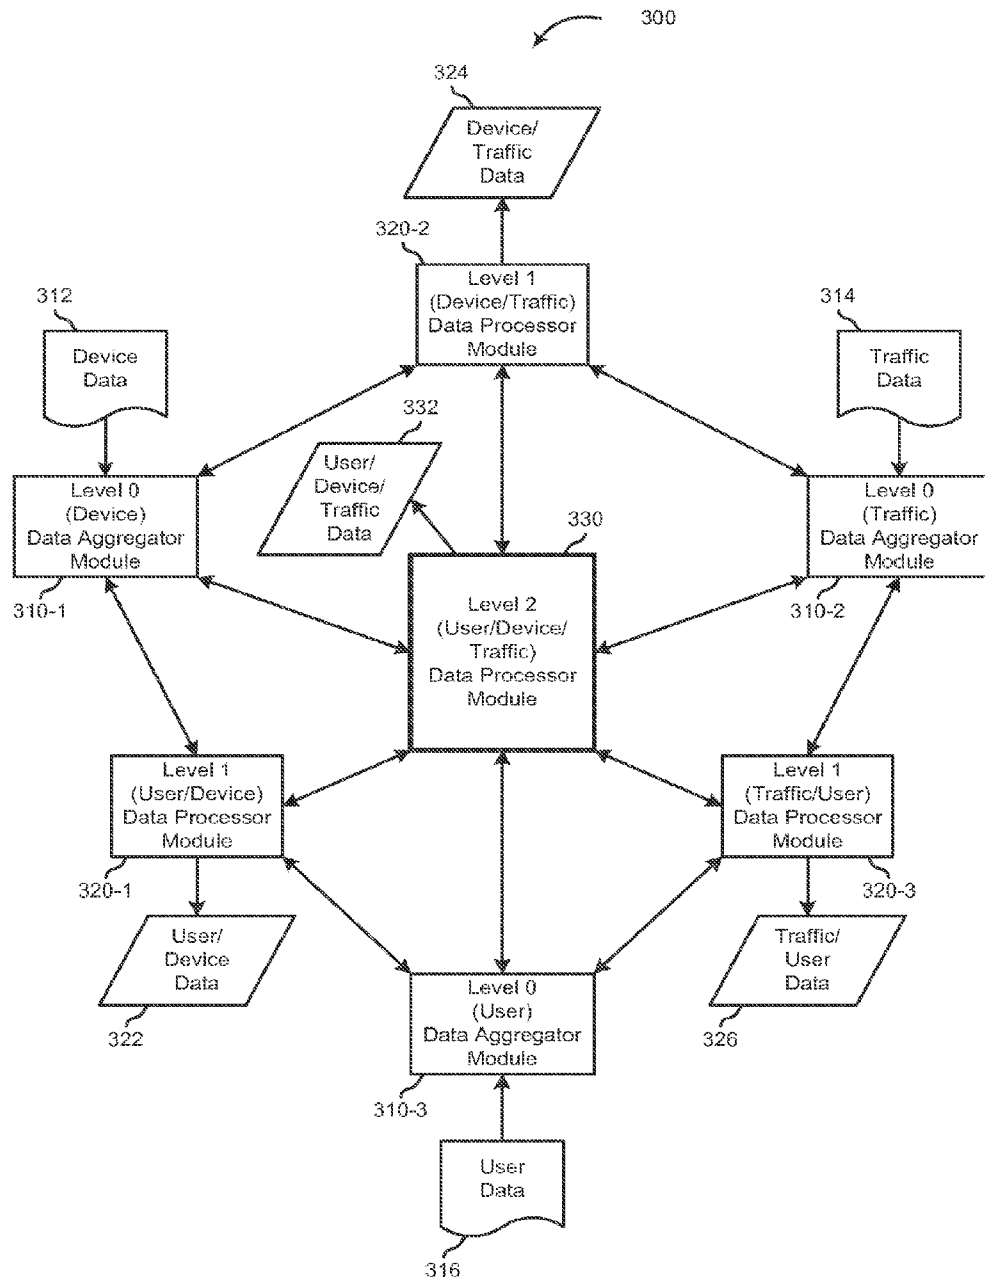 300
324
Device/
Traffic
Data
320-2
Level 1
(Device/Traffic)
Data Processor
Module
312
Device
Data
314
Traffic
Data
332
User/
Device/
Traffic
Data
Level 0
(Device)
Data Aggregator
Module
310-1
Level 0
(Traffic)
Data Aggregator
Module
310-2
330
Level 2
(User/Device/
Traffic)
Data Processor
Module
Level 1
(User/Device)
Data Processor
Module
320-1
Level 1
(Traffic/User)
Data Processor
Module
320-3
User/
Device
Data
322
Traffic/
User
Data
326
Level 0
(User)
Data Aggregator
Module
310-3
User
Data
316